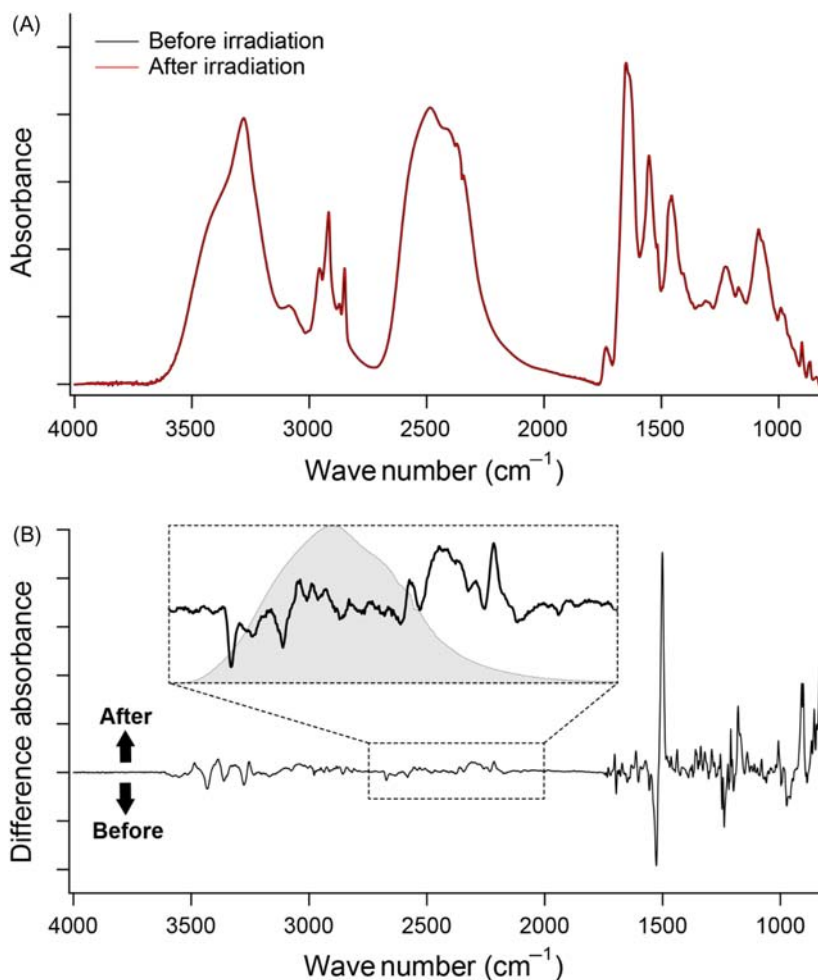 (A)
Before irradiation
After irradiation
Absorbance
4000 3500 3000 2500 2000 1500 1000
Wave number (cm⁻¹)
(B)
Difference absorbance
After
Before
4000 3500 3000 2500 2000 1500 1000
Wave number (cm⁻¹)